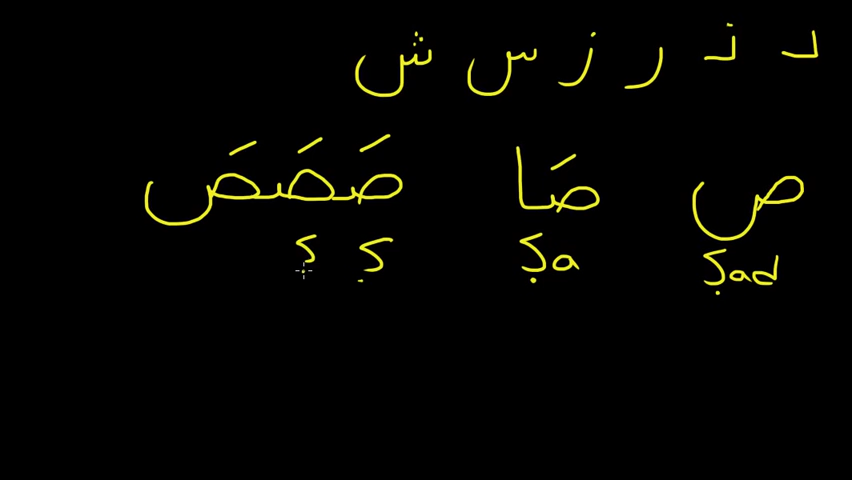 د ذ ر ز س ش
ص صَا صَصَصَ
ṣad ṣa ṣ s